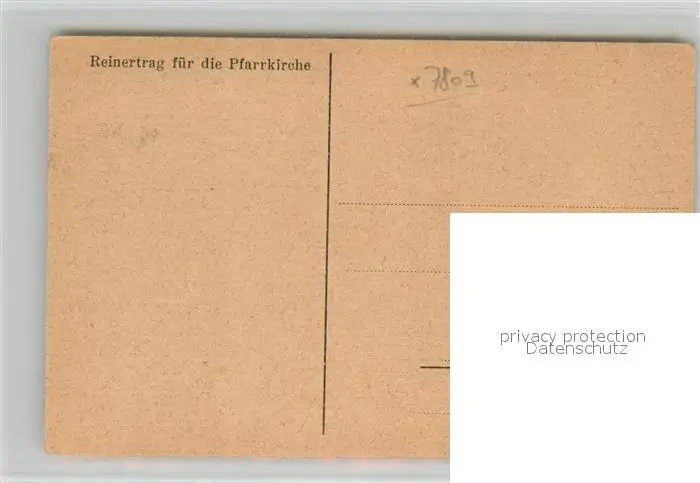 Reinertrag für die Pfarrkirche
x 7809
privacy protection
Datenschutz